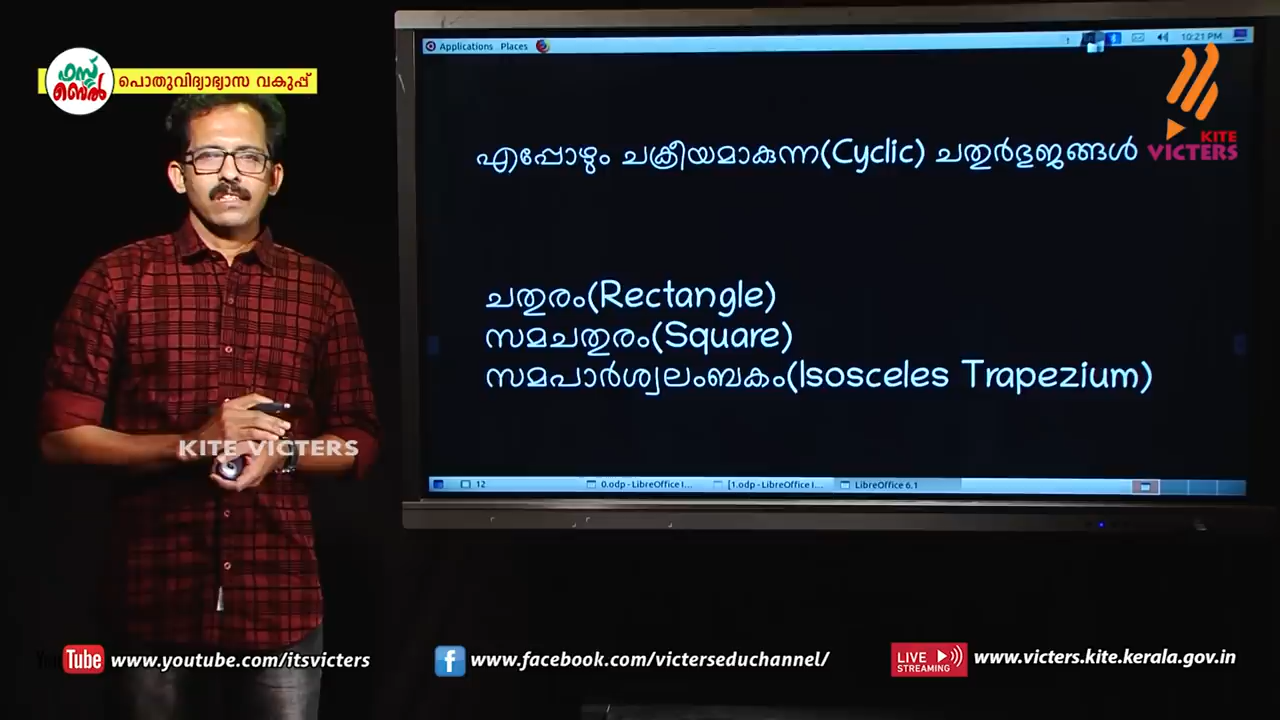 ഫസ്റ്റ്
ബെൽ
പൊതുവിദ്യാഭ്യാസ വകുപ്പ്
Applications Places
10:21 PM
KITE
VICTERS
എപ്പോഴും ചക്രീയമാകുന്ന(Cyclic) ചതുർഭുജങ്ങൾ
ചതുരം(Rectangle)
സമചതുരം(Square)
സമപാർശ്വലംബകം(Isosceles Trapezium)
KITE VICTERS
12
0.odp - LibreOffice I...
[1.odp - LibreOffice I...
LibreOffice 6.1
YouTube www.youtube.com/itsvicters
f www.facebook.com/victerseduchannel/
LIVE
STREAMING
www.victers.kite.kerala.gov.in